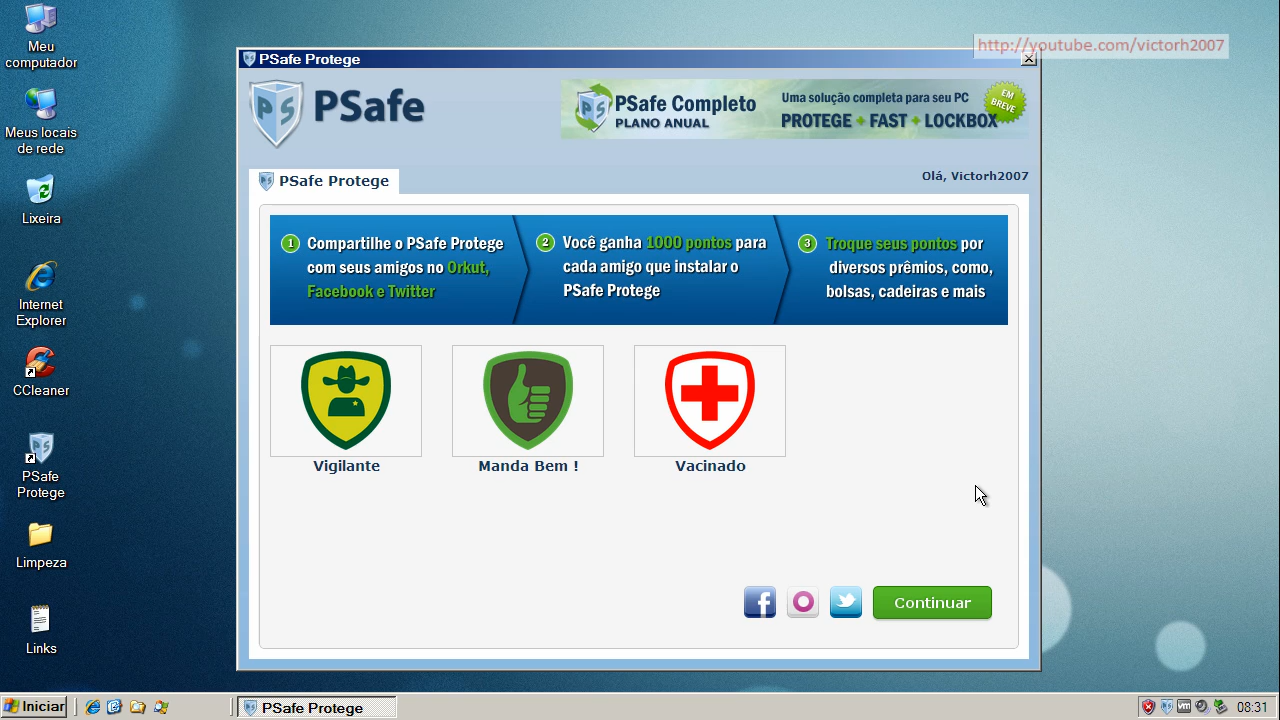 Meu
computador
Meus locais
de rede
Lixeira
Internet
Explorer
CCleaner
PSafe
Protege
Limpeza
Links
http://youtube.com/victorh2007
PSafe Protege
PS PSafe
PSafe Completo
PLANO ANUAL
Uma solução completa para seu PC
PROTEGE + FAST + LOCKBOX
EM
BREVE
PSafe Protege
Olá, Victorh2007
1 Compartilhe o PSafe Protege
com seus amigos no Orkut,
Facebook e Twitter
2 Você ganha 1000 pontos para
cada amigo que instalar o
PSafe Protege
3 Troque seus pontos por
diversos prêmios, como,
bolsas, cadeiras e mais
Vigilante
Manda Bem !
Vacinado
Continuar
Iniciar
PSafe Protege
08:31